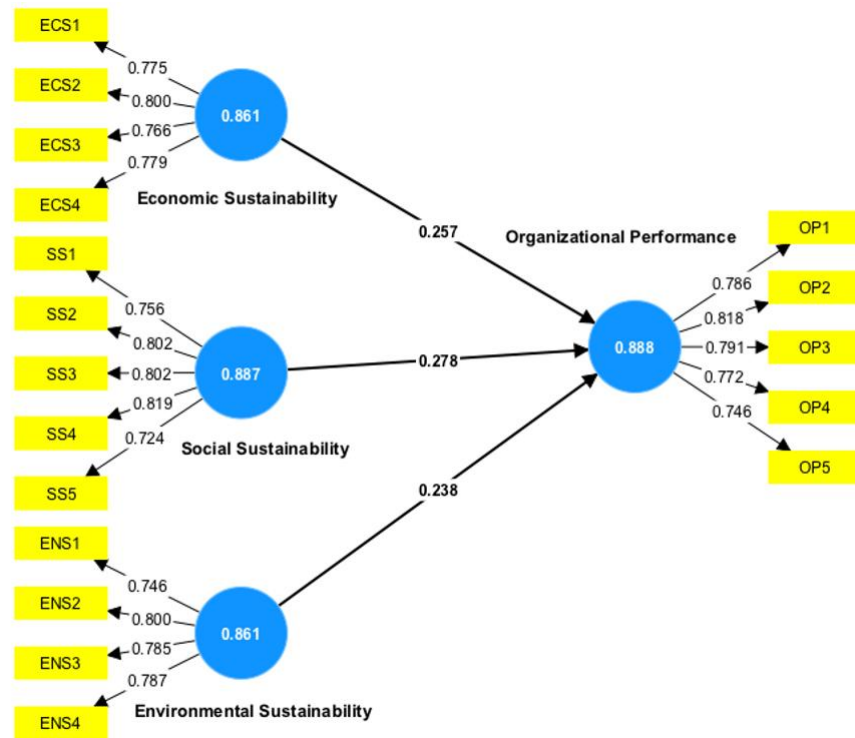 ECS1
0.775
ECS2
0.800
0.861
0.766
ECS3
0.779
ECS4
Economic Sustainability
0.257
Organizational Performance
OP1
SS1
0.786
0.756
OP2
SS2
0.818
0.802
0.278
0.888
0.791
OP3
SS3
0.802
0.887
0.772
0.819
OP4
SS4
0.746
0.724
Social Sustainability
OP5
SS5
0.238
ENS1
0.746
ENS2
0.800
0.861
0.785
ENS3
0.787
Environmental Sustainability
ENS4